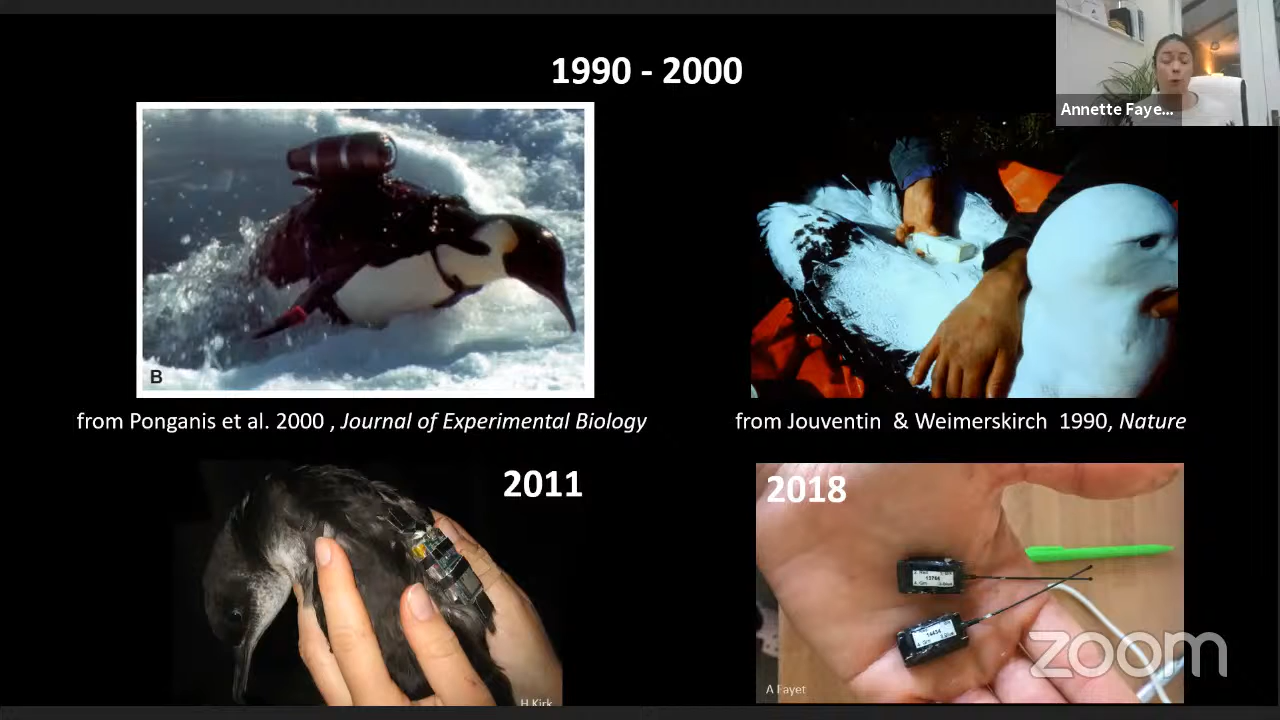 1990 - 2000
Annette Faye...
B
from Ponganis et al. 2000 , Journal of Experimental Biology
from Jouventin & Weimerskirch 1990, Nature
2011
2018
14434
zoom
H Kirk
A Fayet